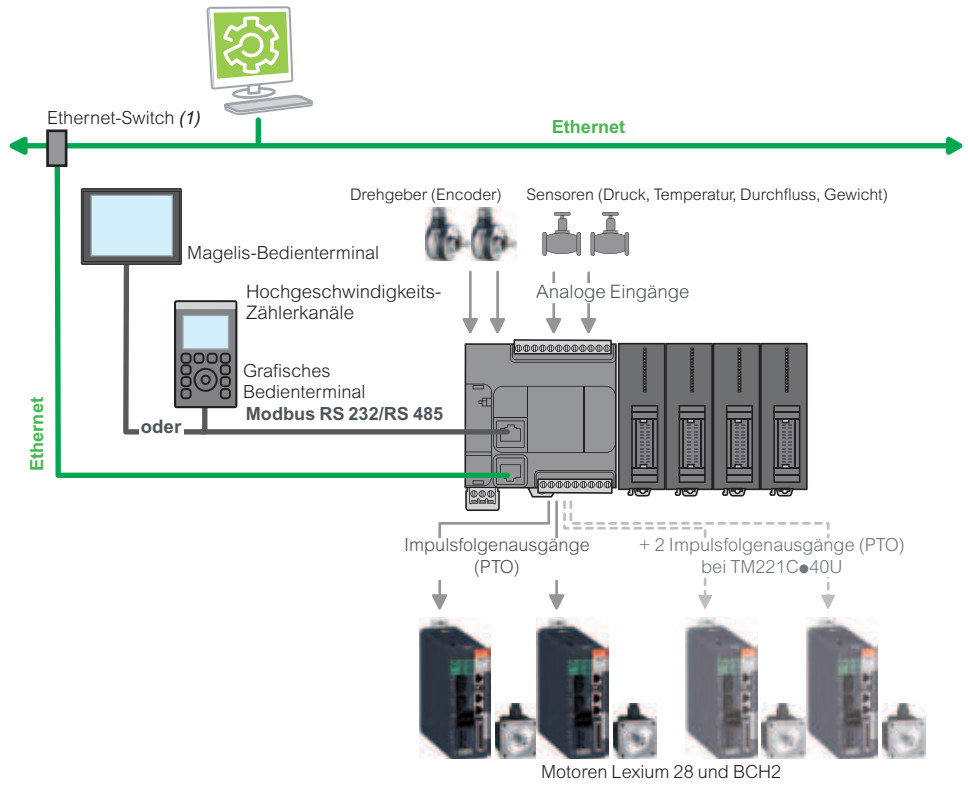 Ethernet-Switch (1)
Ethernet
Drehgeber (Encoder)
Sensoren (Druck, Temperatur, Durchfluss, Gewicht)
Magelis-Bedienterminal
Hochgeschwindigkeits-
Zählerkanäle
Analoge Eingänge
Grafisches
Bedienterminal
Modbus RS 232/RS 485
oder
Ethernet
Impulsfolgenausgänge
(PTO)
+ 2 Impulsfolgenausgänge (PTO)
bei TM221C●40U
Motoren Lexium 28 und BCH2